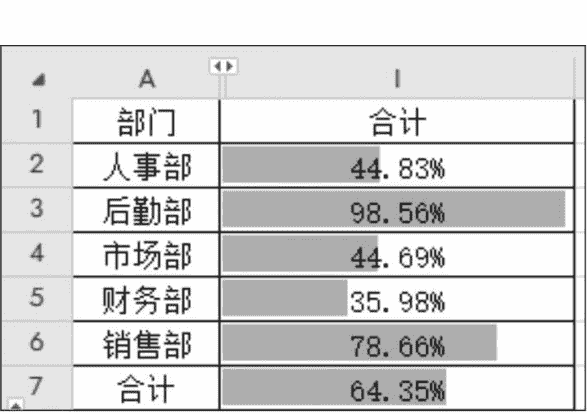 A I
1 部门 合计
2 人事部 44.83%
3 后勤部 98.56%
4 市场部 44.69%
5 财务部 35.98%
6 销售部 78.66%
7 合计 64.35%